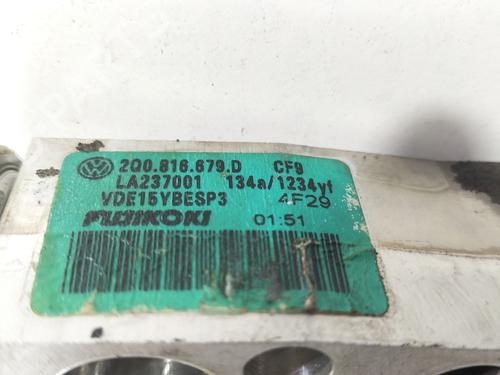 2Q0.816.679.D CF9
LA237001 134a/1234yf
VDE15YBESP3 4F29
FUJIKOKI 01:51